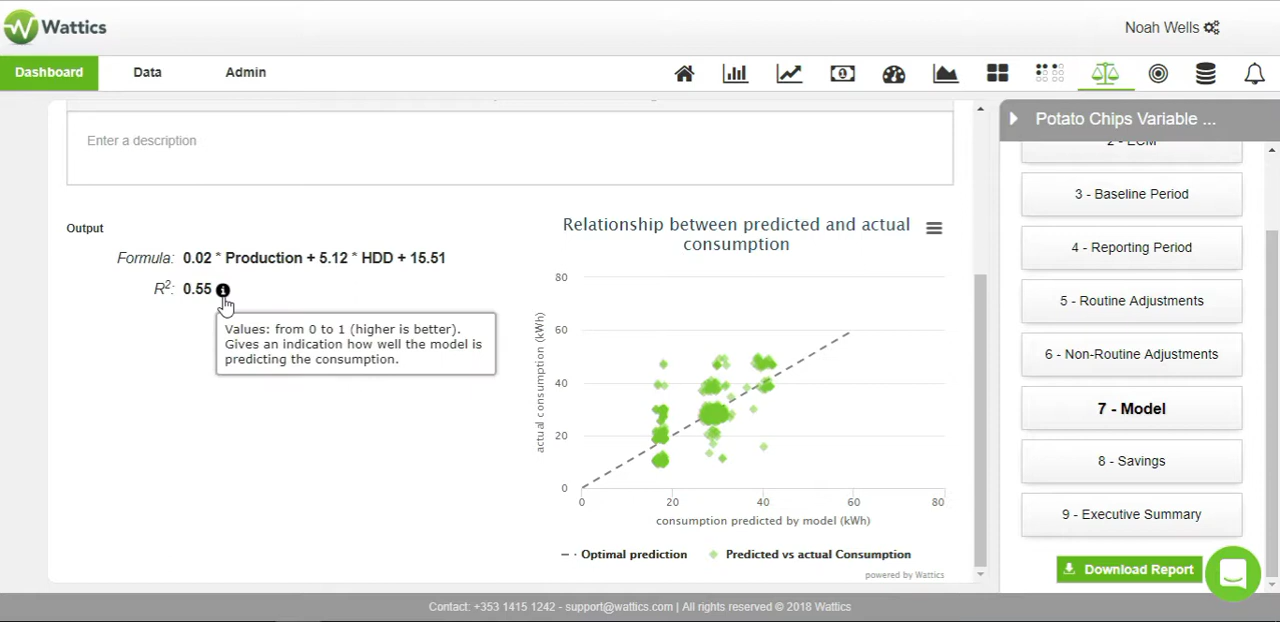 Wattics
Noah Wells
Dashboard
Data
Admin
Enter a description
Output
Formula: 0.02 * Production + 5.12 * HDD + 15.51
R2: 0.55
Values: from 0 to 1 (higher is better).
Gives an indication how well the model is
predicting the consumption.
Relationship between predicted and actual
consumption
actual consumption (kWh)
80
60
40
20
0
0
20
40
60
80
consumption predicted by model (kWh)
Optimal prediction
Predicted vs actual Consumption
powered by Wattics
Potato Chips Variable ...
2 - ECM
3 - Baseline Period
4 - Reporting Period
5 - Routine Adjustments
6 - Non-Routine Adjustments
7 - Model
8 - Savings
9 - Executive Summary
Download Report
Contact: +353 1415 1242 - support@wattics.com | All rights reserved © 2018 Wattics